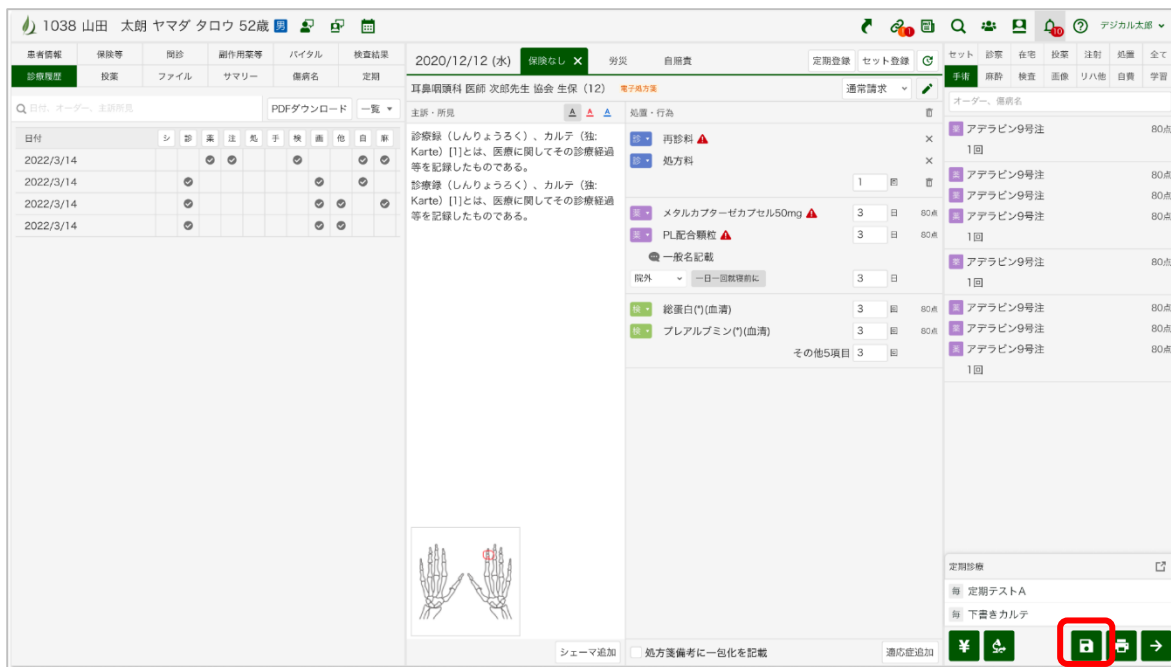 1038 山田 太朗 ヤマダ タロウ 52歳 男
10
デジカル太郎
患者情報 保険等 問診 副作用薬等 バイタル 検査結果
診療履歴 投薬 ファイル サマリー 傷病名 定期
日付、オーダー、主訴所見 PDFダウンロード 一覧
日付 シ 診 薬 注 処 手 検 画 他 自 麻
2022/3/14
2022/3/14
2022/3/14
2022/3/14
2020/12/12 (水) 保険なし X 労災 自賠責 定期登録 セット登録
耳鼻咽頭科 医師 次郎先生 協会 生保（12） 電子処方箋 通常請求
主訴・所見 A A A
診療録（しんりょうろく）、カルテ（独:
Karte）[1]とは、医療に関してその診療経過
等を記録したものである。
診療録（しんりょうろく）、カルテ（独:
Karte）[1]とは、医療に関してその診療経過
等を記録したものである。
シェーマ追加
処置・行為
診 再診料
診 処方料
1 回
薬 メタルカプターゼカプセル50mg 3 日 80点
薬 PL配合顆粒 3 日 80点
一般名記載
院外 一日一回就寝前に 3 日
検 総蛋白(*)(血清) 3 回 80点
検 プレアルブミン(*)(血清) 3 回 80点
その他5項目 3 回
処方箋備考に一包化を記載 適応症追加
セット 診察 在宅 投薬 注射 処置 全て
手術 麻酔 検査 画像 リハ他 自費 学習
オーダー、傷病名
薬 アデラビン9号注
1回
薬 アデラビン9号注 80点
薬 アデラビン9号注 80点
薬 アデラビン9号注 80点
1回
薬 アデラビン9号注 80点
1回
薬 アデラビン9号注 80点
薬 アデラビン9号注 80点
薬 アデラビン9号注 80点
1回
定期診療
毎 定期テストA
毎 下書きカルテ
¥